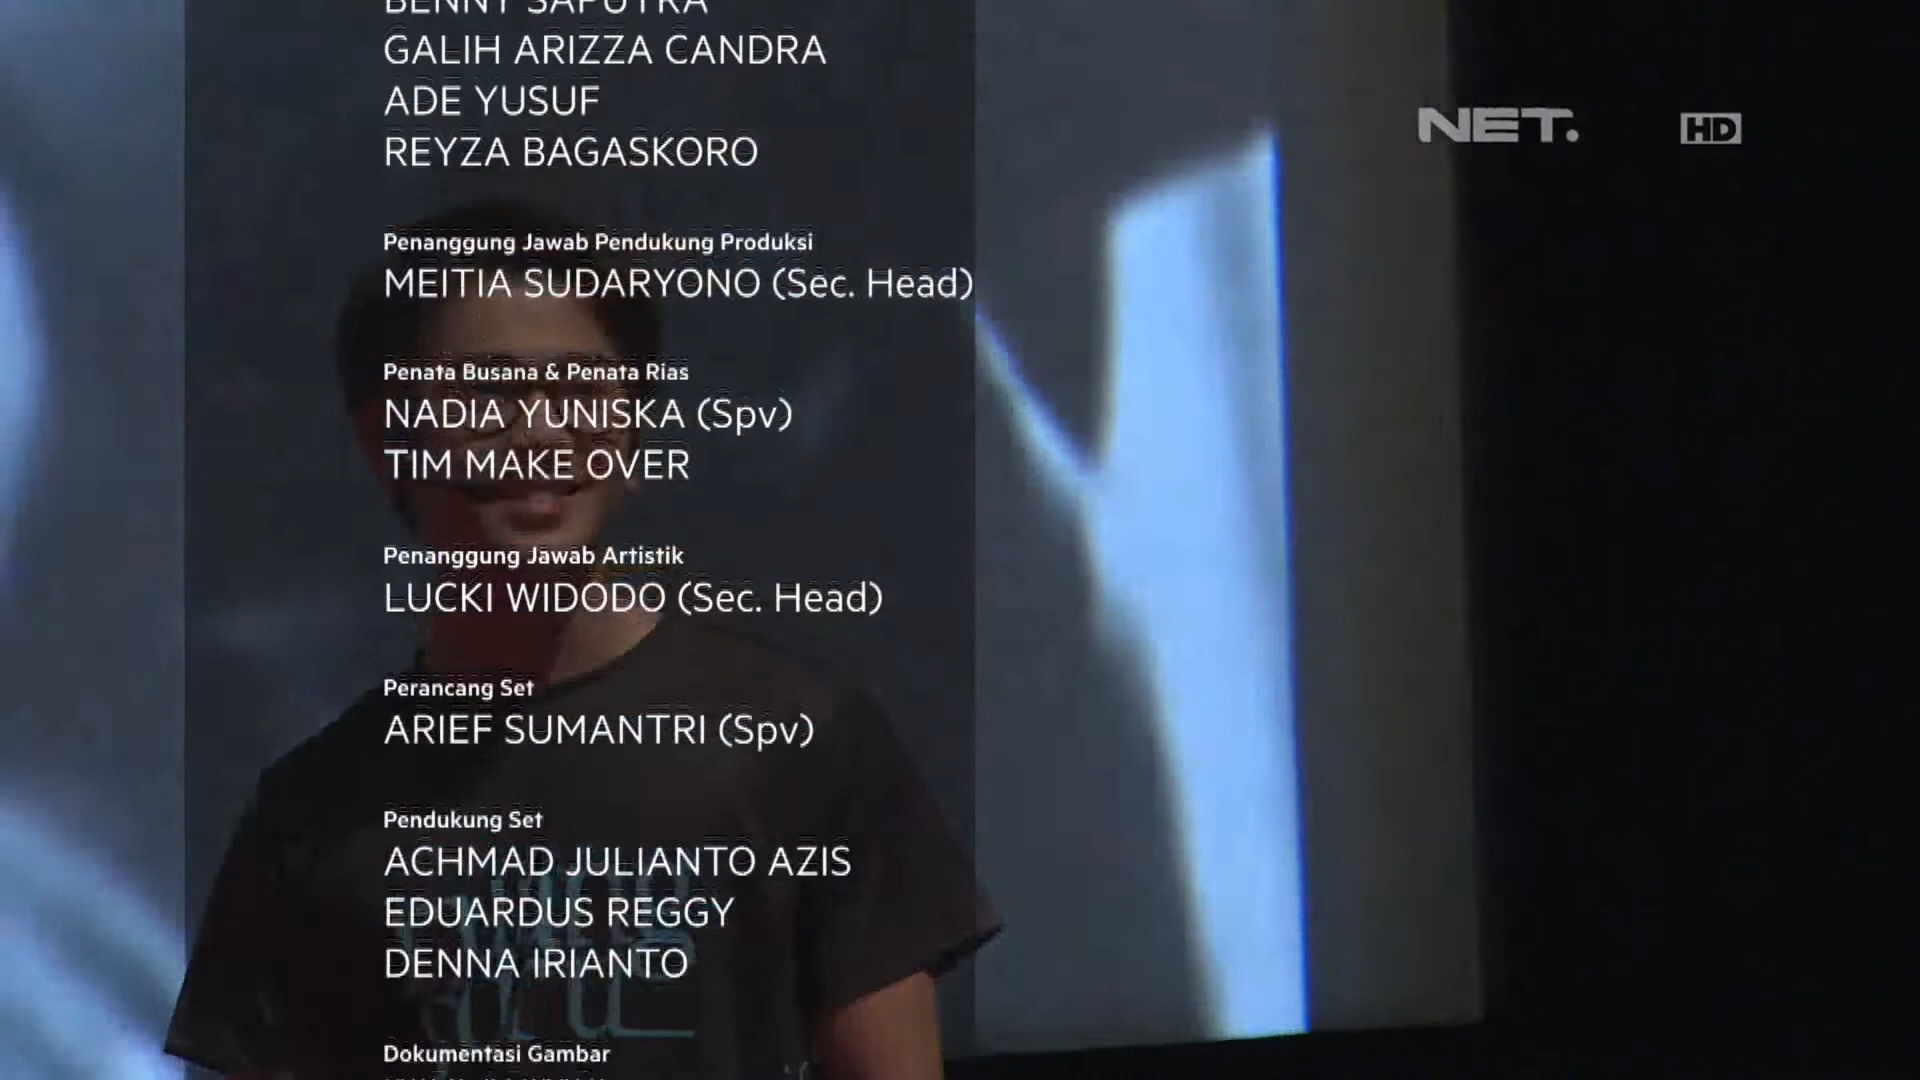 BENNY SAPUTRA
GALIH ARIZZA CANDRA
ADE YUSUF
REYZA BAGASKORO
NET.
HD
Penanggung Jawab Pendukung Produksi
MEITIA SUDARYONO (Sec. Head)
Penata Busana & Penata Rias
NADIA YUNISKA (Spv)
TIM MAKE OVER
Penanggung Jawab Artistik
LUCKI WIDODO (Sec. Head)
Perancang Set
ARIEF SUMANTRI (Spv)
Pendukung Set
ACHMAD JULIANTO AZIS
EDUARDUS REGGY
DENNA IRIANTO
Dokumentasi Gambar